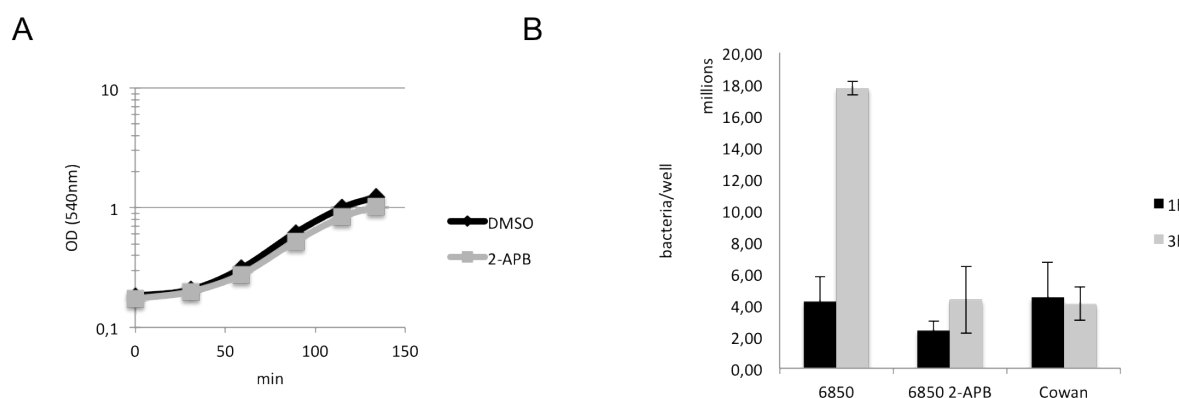 A
B
10
1
0,1
OD (540nm)
0
50
100
150
min
DMSO
2-APB
20,00
18,00
16,00
14,00
12,00
10,00
8,00
6,00
4,00
2,00
0,00
millions
bacteria/well
6850
6850 2-APB
Cowan